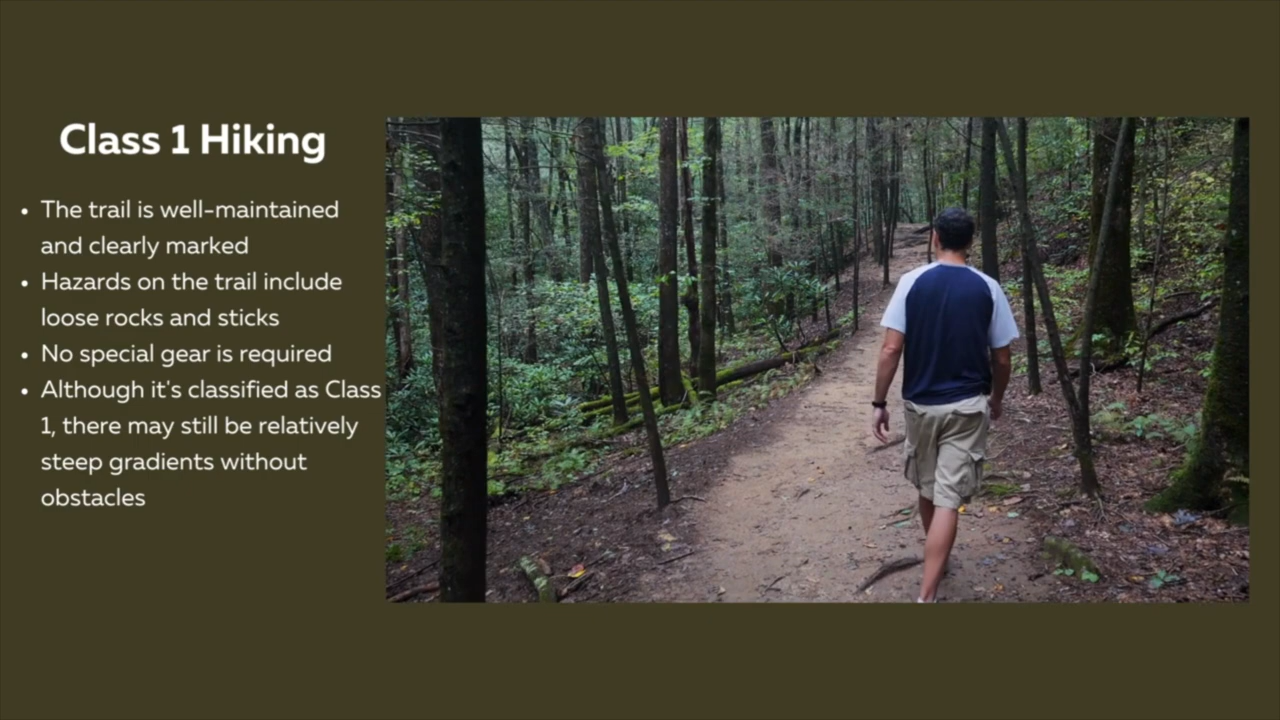 Class 1 Hiking
• The trail is well-maintained
and clearly marked
• Hazards on the trail include
loose rocks and sticks
• No special gear is required
• Although it's classified as Class
1, there may still be relatively
steep gradients without
obstacles